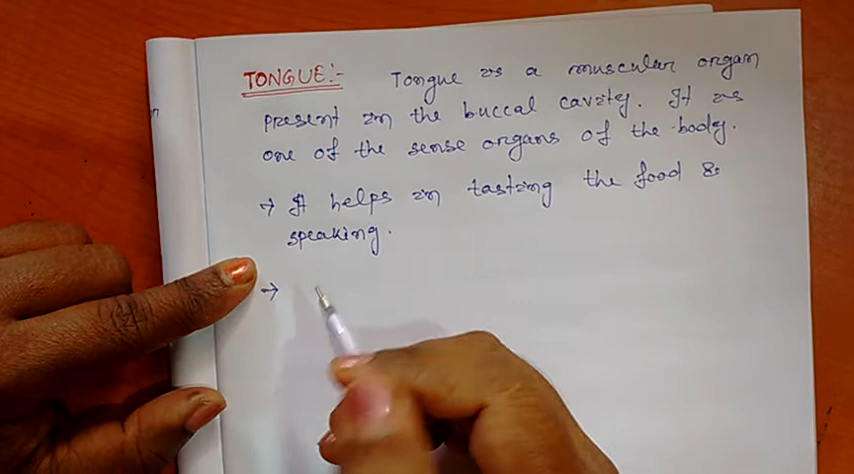 TONGUE:- Tongue is a muscular organ
present in the buccal cavity. It is
one of the sense organs of the body.
→ It helps in tasting the food &
speaking.
→